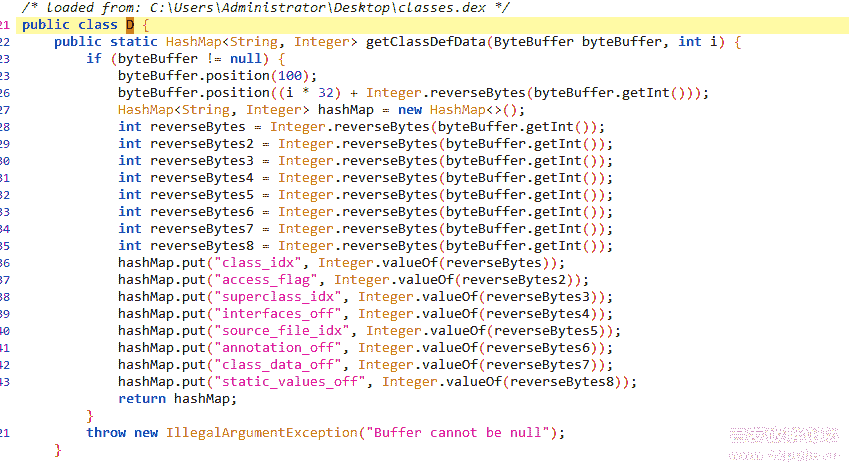 /* loaded from: C:\Users\Administrator\Desktop\classes.dex */
21 public class D {
22 public static HashMap<String, Integer> getClassDefData(ByteBuffer byteBuffer, int i) {
23 if (byteBuffer != null) {
23 byteBuffer.position(100);
26 byteBuffer.position((i * 32) + Integer.reverseBytes(byteBuffer.getInt()));
27 HashMap<String, Integer> hashMap = new HashMap<>();
28 int reverseBytes = Integer.reverseBytes(byteBuffer.getInt());
29 int reverseBytes2 = Integer.reverseBytes(byteBuffer.getInt());
30 int reverseBytes3 = Integer.reverseBytes(byteBuffer.getInt());
31 int reverseBytes4 = Integer.reverseBytes(byteBuffer.getInt());
32 int reverseBytes5 = Integer.reverseBytes(byteBuffer.getInt());
33 int reverseBytes6 = Integer.reverseBytes(byteBuffer.getInt());
34 int reverseBytes7 = Integer.reverseBytes(byteBuffer.getInt());
35 int reverseBytes8 = Integer.reverseBytes(byteBuffer.getInt());
36 hashMap.put("class_idx", Integer.valueOf(reverseBytes));
37 hashMap.put("access_flag", Integer.valueOf(reverseBytes2));
38 hashMap.put("superclass_idx", Integer.valueOf(reverseBytes3));
39 hashMap.put("interfaces_off", Integer.valueOf(reverseBytes4));
40 hashMap.put("source_file_idx", Integer.valueOf(reverseBytes5));
41 hashMap.put("annotation_off", Integer.valueOf(reverseBytes6));
42 hashMap.put("class_data_off", Integer.valueOf(reverseBytes7));
43 hashMap.put("static_values_off", Integer.valueOf(reverseBytes8));
return hashMap;
}
21 throw new IllegalArgumentException("Buffer cannot be null");
}